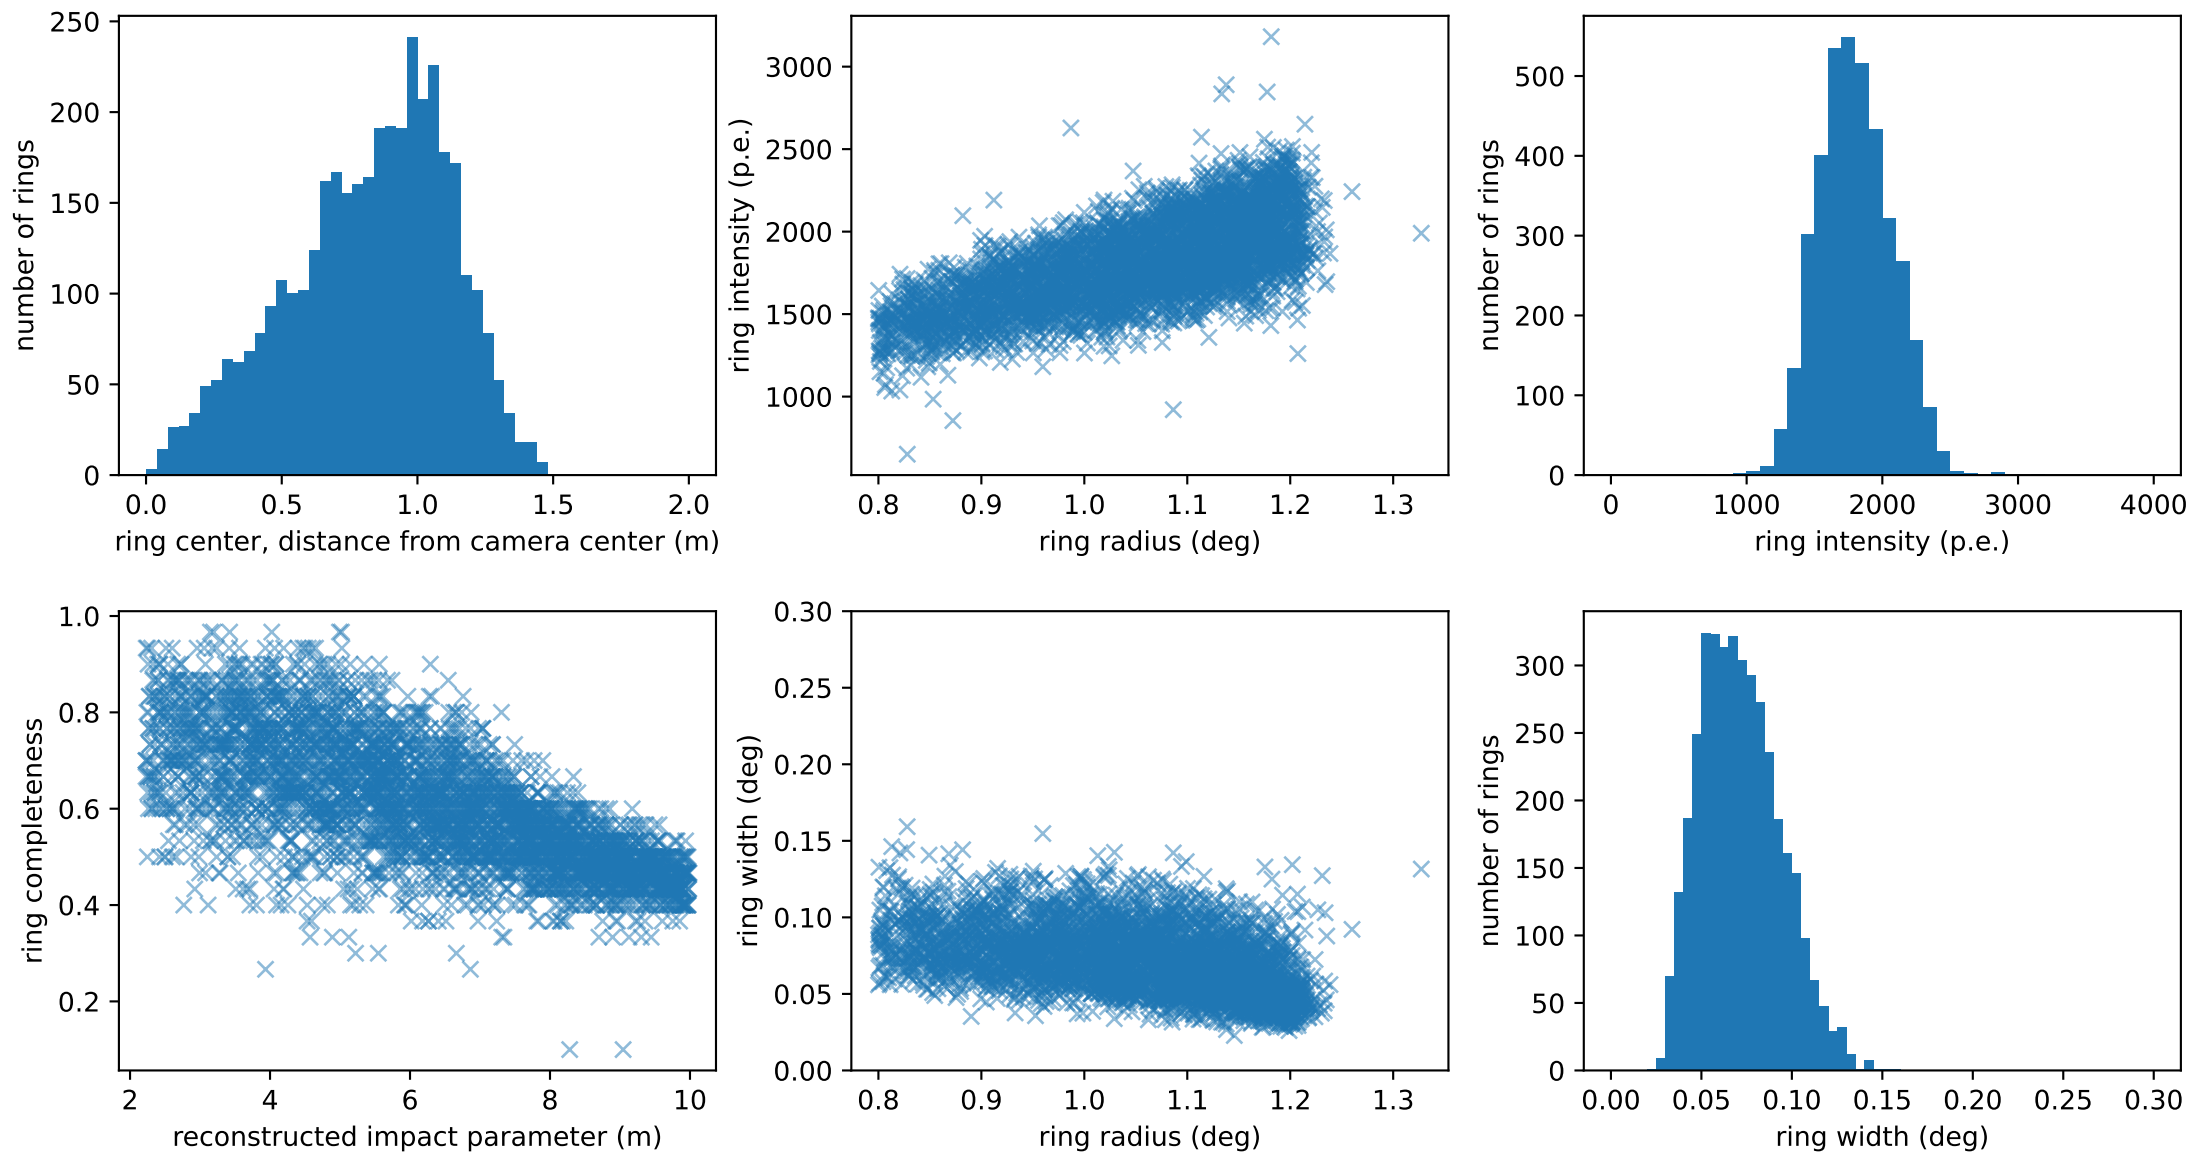 250
200
150
100
50
0
number of rings
0.0 0.5 1.0 1.5 2.0
ring center, distance from camera center (m)
3000
2500
2000
1500
1000
ring intensity (p.e.)
0.8 0.9 1.0 1.1 1.2 1.3
ring radius (deg)
500
400
300
200
100
0
number of rings
0 1000 2000 3000 4000
ring intensity (p.e.)
1.0
0.8
0.6
0.4
0.2
ring completeness
2 4 6 8 10
reconstructed impact parameter (m)
0.30
0.25
0.20
0.15
0.10
0.05
0.00
ring width (deg)
0.8 0.9 1.0 1.1 1.2 1.3
ring radius (deg)
300
250
200
150
100
50
0
number of rings
0.00 0.05 0.10 0.15 0.20 0.25 0.30
ring width (deg)